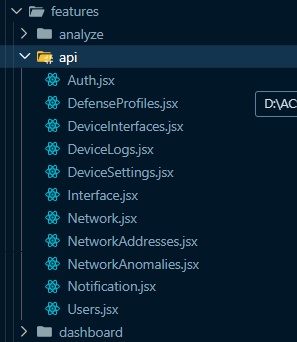 features
analyze
api
Auth.jsx
DefenseProfiles.jsx
D:\AC
DeviceInterfaces.jsx
DeviceLogs.jsx
DeviceSettings.jsx
Interface.jsx
Network.jsx
NetworkAddresses.jsx
NetworkAnomalies.jsx
Notification.jsx
Users.jsx
dashboard